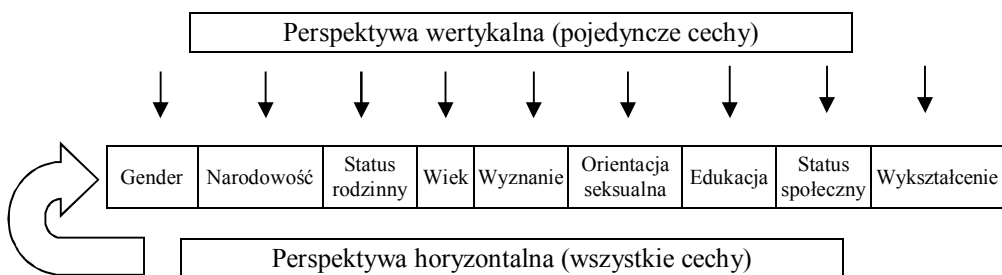 Perspektywa wertykalna (pojedyncze cechy)
Gender
Narodowość
Status
rodzinny
Wiek
Wyznanie
Orientacja
seksualna
Edukacja
Status
społeczny
Wykształcenie
Perspektywa horyzontalna (wszystkie cechy)